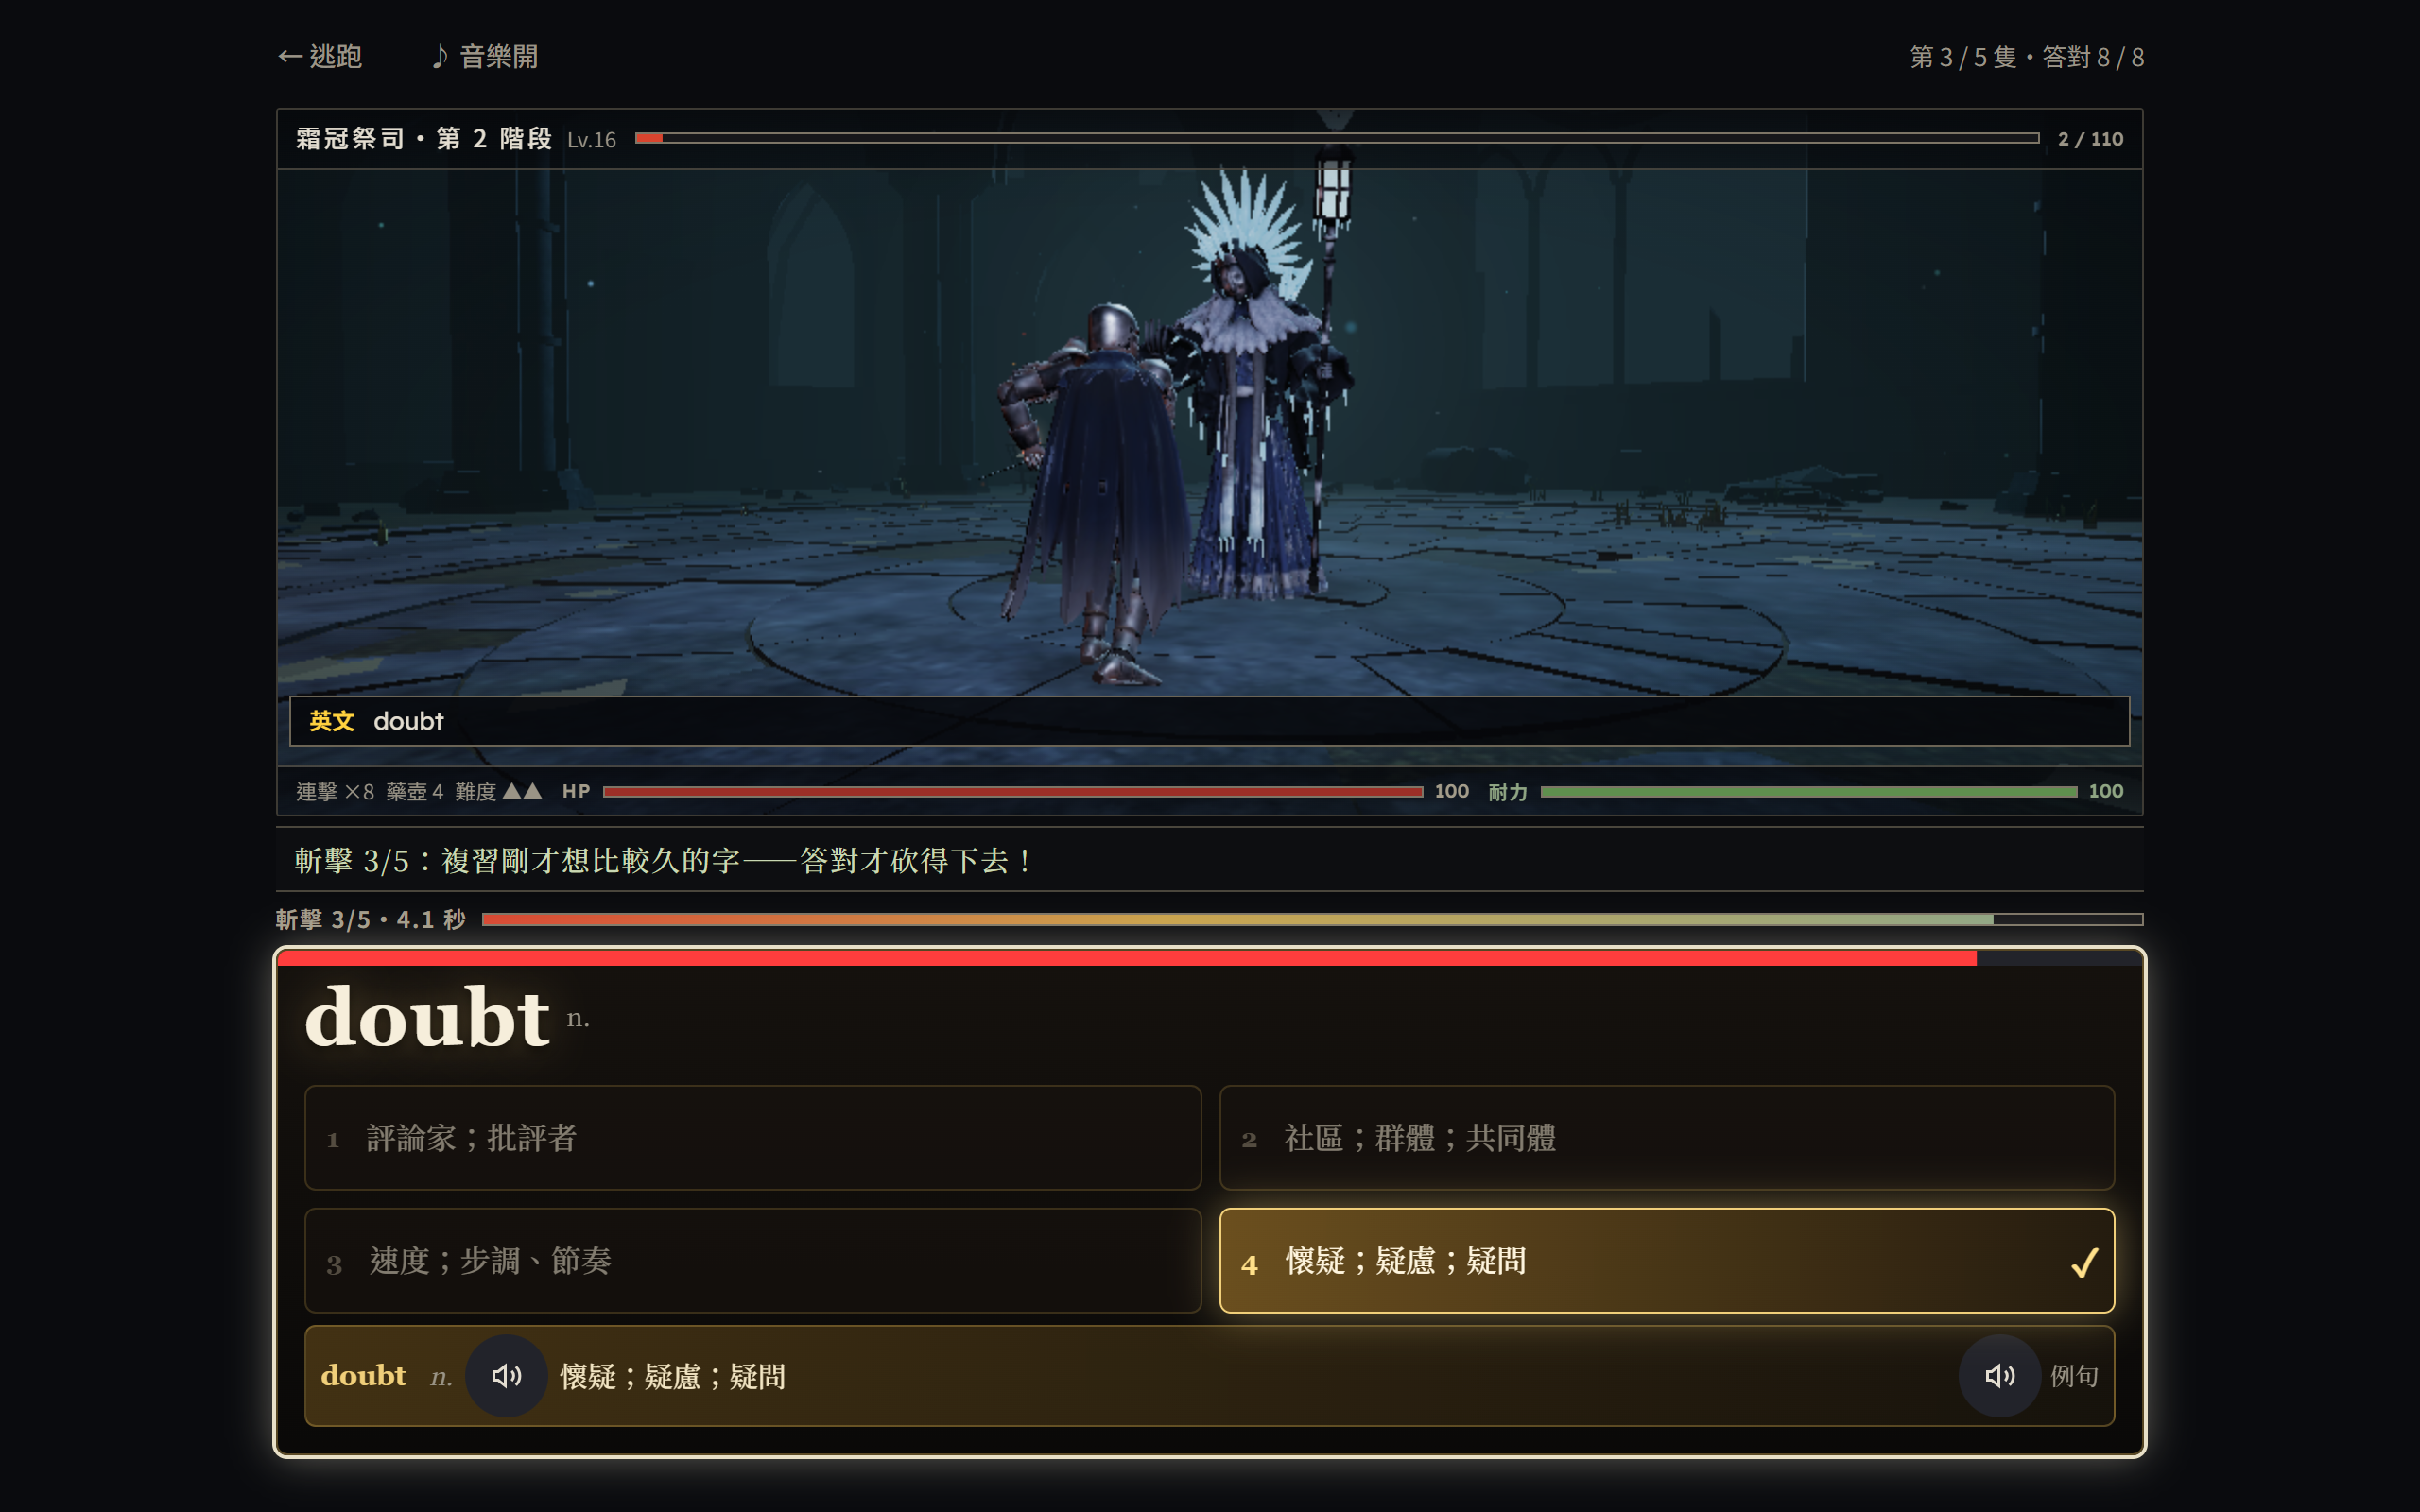 ← 逃跑 ♪ 音樂開 第 3 / 5 隻・答對 8 / 8
霜冠祭司・第 2 階段 Lv.16 2 / 110
英文 doubt
連擊 ×8 藥壺 4 難度 ▲▲ HP 100 耐力 100
斬擊 3/5：複習剛才想比較久的字——答對才砍得下去！
斬擊 3/5・4.1 秒
doubt n.
1 評論家；批評者
2 社區；群體；共同體
3 速度；步調、節奏
4 懷疑；疑慮；疑問 ✓
doubt n. 懷疑；疑慮；疑問 例句